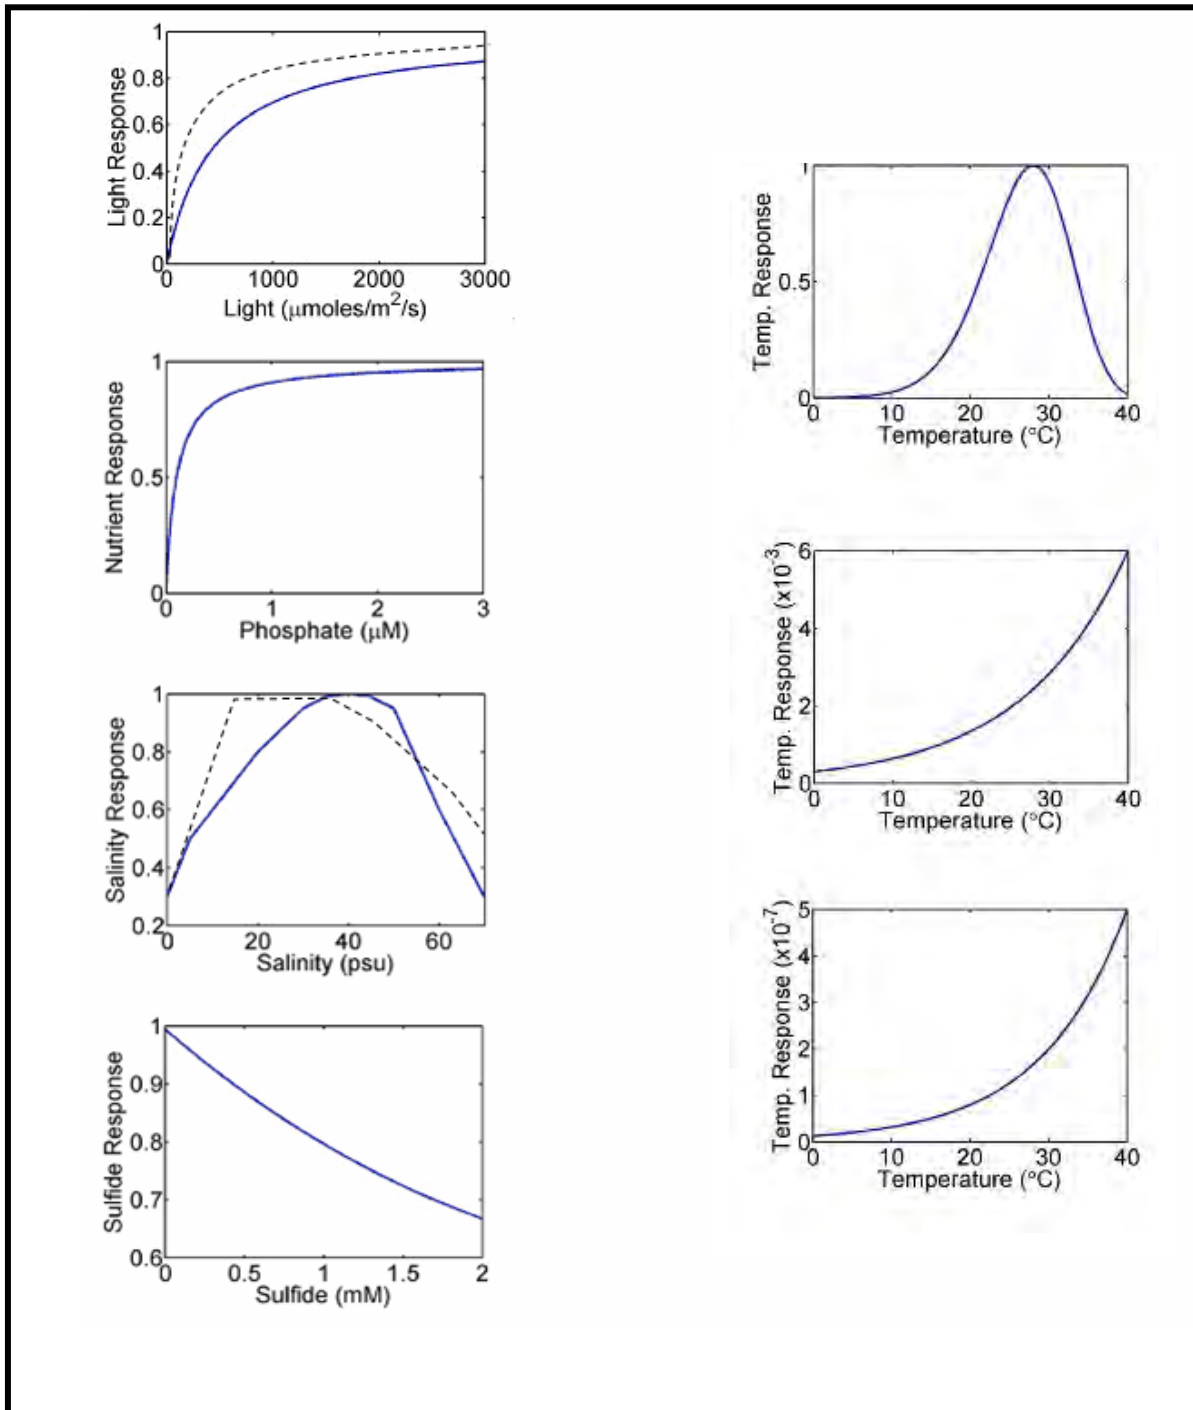 Light Response
1
0.8
0.6
0.4
0.2
0
0 1000 2000 3000
Light (μmoles/m²/s)
Nutrient Response
1
0.5
0
0 1 2 3
Phosphate (μM)
Salinity Response
1
0.8
0.6
0.4
0.2
0 20 40 60
Salinity (psu)
Sulfide Response
1
0.9
0.8
0.7
0.6
0 0.5 1 1.5 2
Sulfide (mM)
Temp. Response
1
0.5
0
0 10 20 30 40
Temperature (°C)
Temp. Response (x10⁻³)
6
4
2
0
0 10 20 30 40
Temperature (°C)
Temp. Response (x10⁻⁷)
5
4
3
2
1
0
0 10 20 30 40
Temperature (°C)